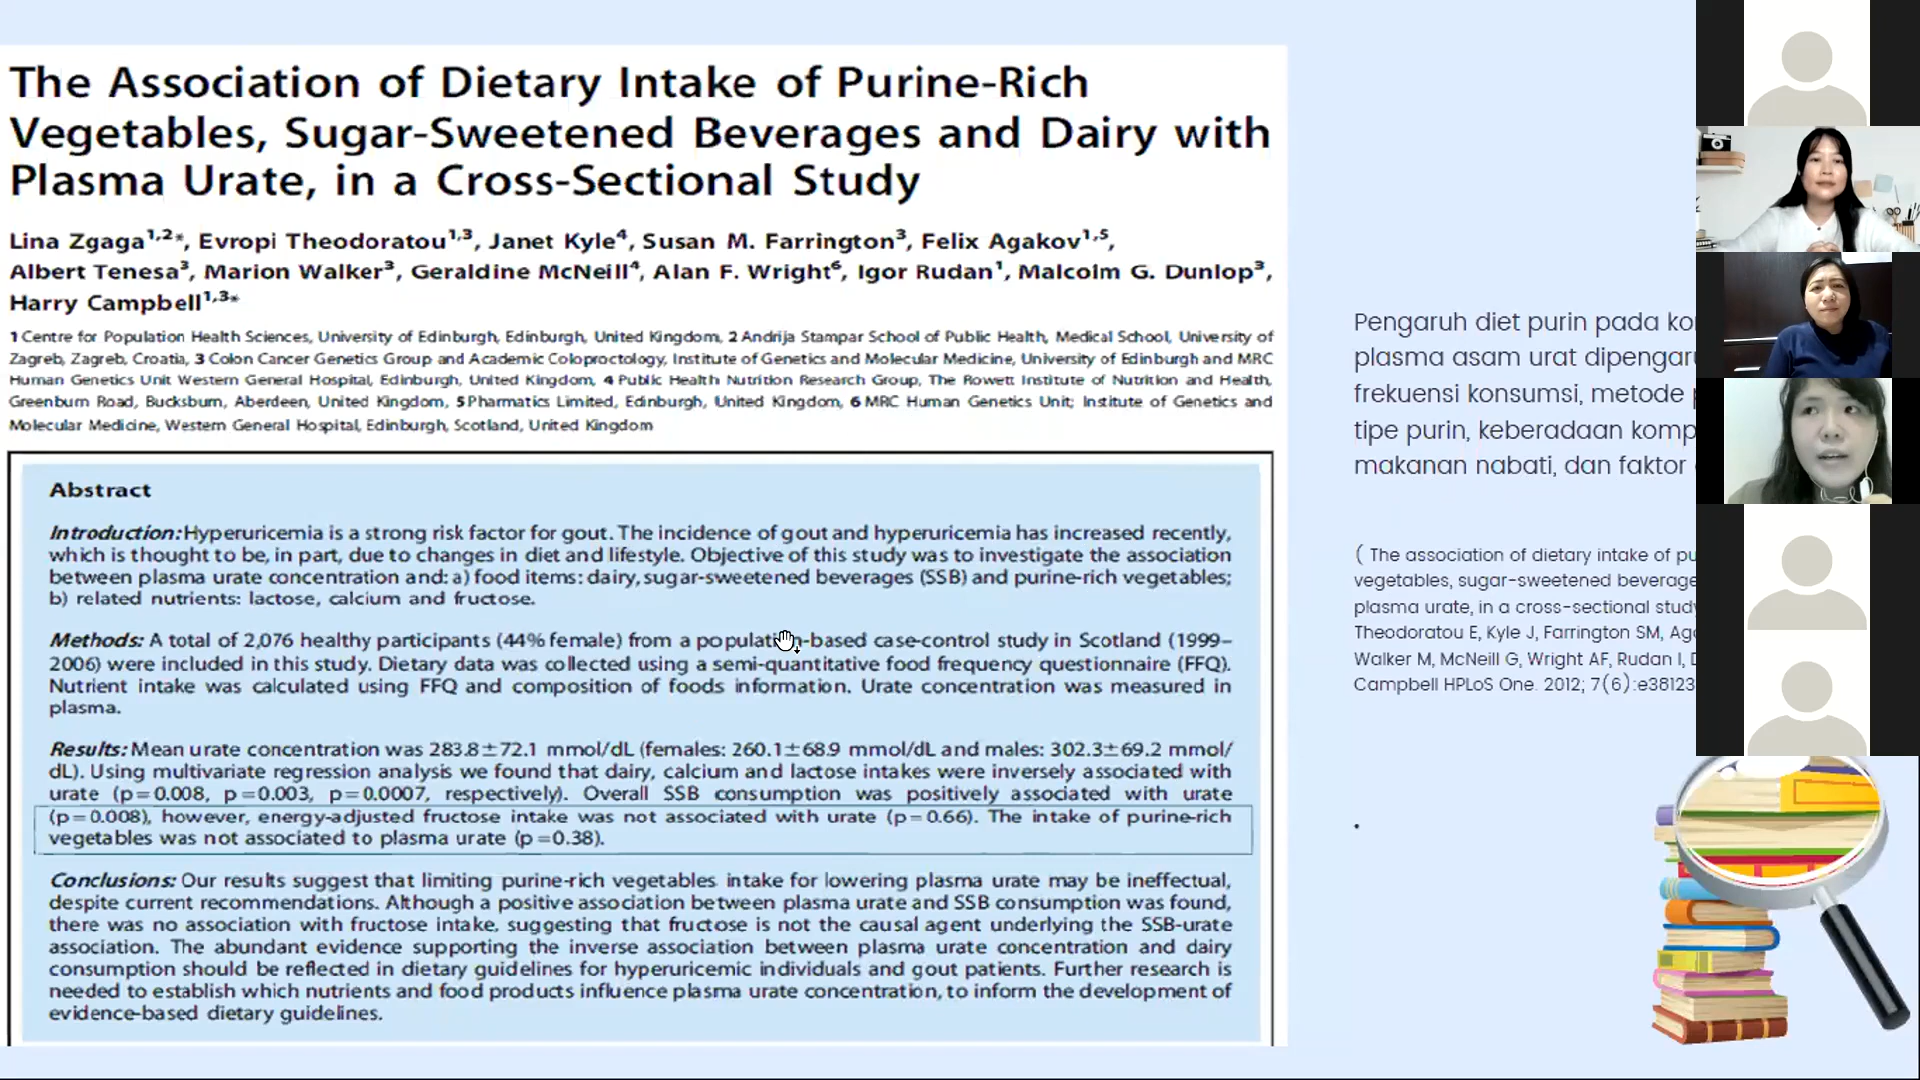 The Association of Dietary Intake of Purine-Rich
Vegetables, Sugar-Sweetened Beverages and Dairy with
Plasma Urate, in a Cross-Sectional Study
Lina Zgaga1,2*, Evropi Theodoratou1,3, Janet Kyle4, Susan M. Farrington3, Felix Agakov1,5,
Albert Tenesa3, Marion Walker3, Geraldine McNeill4, Alan F. Wright6, Igor Rudan1, Malcolm G. Dunlop3,
Harry Campbell1,3*
1 Centre for Population Health Sciences, University of Edinburgh, Edinburgh, United Kingdom, 2 Andrija Stampar School of Public Health, Medical School, University of
Zagreb, Zagreb, Croatia, 3 Colon Cancer Genetics Group and Academic Coloproctology, Institute of Genetics and Molecular Medicine, University of Edinburgh and MRC
Human Genetics Unit Western General Hospital, Edinburgh, United Kingdom, 4 Public Health Nutrition Research Group, The Rowett Institute of Nutrition and Health,
Greenburn Road, Bucksburn, Aberdeen, United Kingdom, 5 Pharmatics Limited, Edinburgh, United Kingdom, 6 MRC Human Genetics Unit; Institute of Genetics and
Molecular Medicine, Western General Hospital, Edinburgh, Scotland, United Kingdom
Abstract
Introduction: Hyperuricemia is a strong risk factor for gout. The incidence of gout and hyperuricemia has increased recently,
which is thought to be, in part, due to changes in diet and lifestyle. Objective of this study was to investigate the association
between plasma urate concentration and: a) food items: dairy, sugar-sweetened beverages (SSB) and purine-rich vegetables;
b) related nutrients: lactose, calcium and fructose.
Methods: A total of 2,076 healthy participants (44% female) from a population-based case-control study in Scotland (1999–
2006) were included in this study. Dietary data was collected using a semi-quantitative food frequency questionnaire (FFQ).
Nutrient intake was calculated using FFQ and composition of foods information. Urate concentration was measured in
plasma.
Results: Mean urate concentration was 283.8±72.1 mmol/dL (females: 260.1±68.9 mmol/dL and males: 302.3±69.2 mmol/
dL). Using multivariate regression analysis we found that dairy, calcium and lactose intakes were inversely associated with
urate (p=0.008, p=0.003, p=0.0007, respectively). Overall SSB consumption was positively associated with urate
(p=0.008), however, energy-adjusted fructose intake was not associated with urate (p=0.66). The intake of purine-rich
vegetables was not associated to plasma urate (p=0.38).
Conclusions: Our results suggest that limiting purine-rich vegetables intake for lowering plasma urate may be ineffectual,
despite current recommendations. Although a positive association between plasma urate and SSB consumption was found,
there was no association with fructose intake, suggesting that fructose is not the causal agent underlying the SSB-urate
association. The abundant evidence supporting the inverse association between plasma urate concentration and dairy
consumption should be reflected in dietary guidelines for hyperuricemic individuals and gout patients. Further research is
needed to establish which nutrients and food products influence plasma urate concentration, to inform the development of
evidence-based dietary guidelines.
Pengaruh diet purin pada
plasma asam urat
frekuensi konsumsi, metode
tipe purin, keberadaan
makanan nabati, dan faktor
( The association of dietary intake of
vegetables, sugar-sweetened
plasma urate, in a cross-sectional
Theodoratou E, Kyle J, Farrington SM,
Walker M, McNeill G, Wright AF, Rudan I,
Campbell HPLoS One. 2012; 7(6):e38123
.